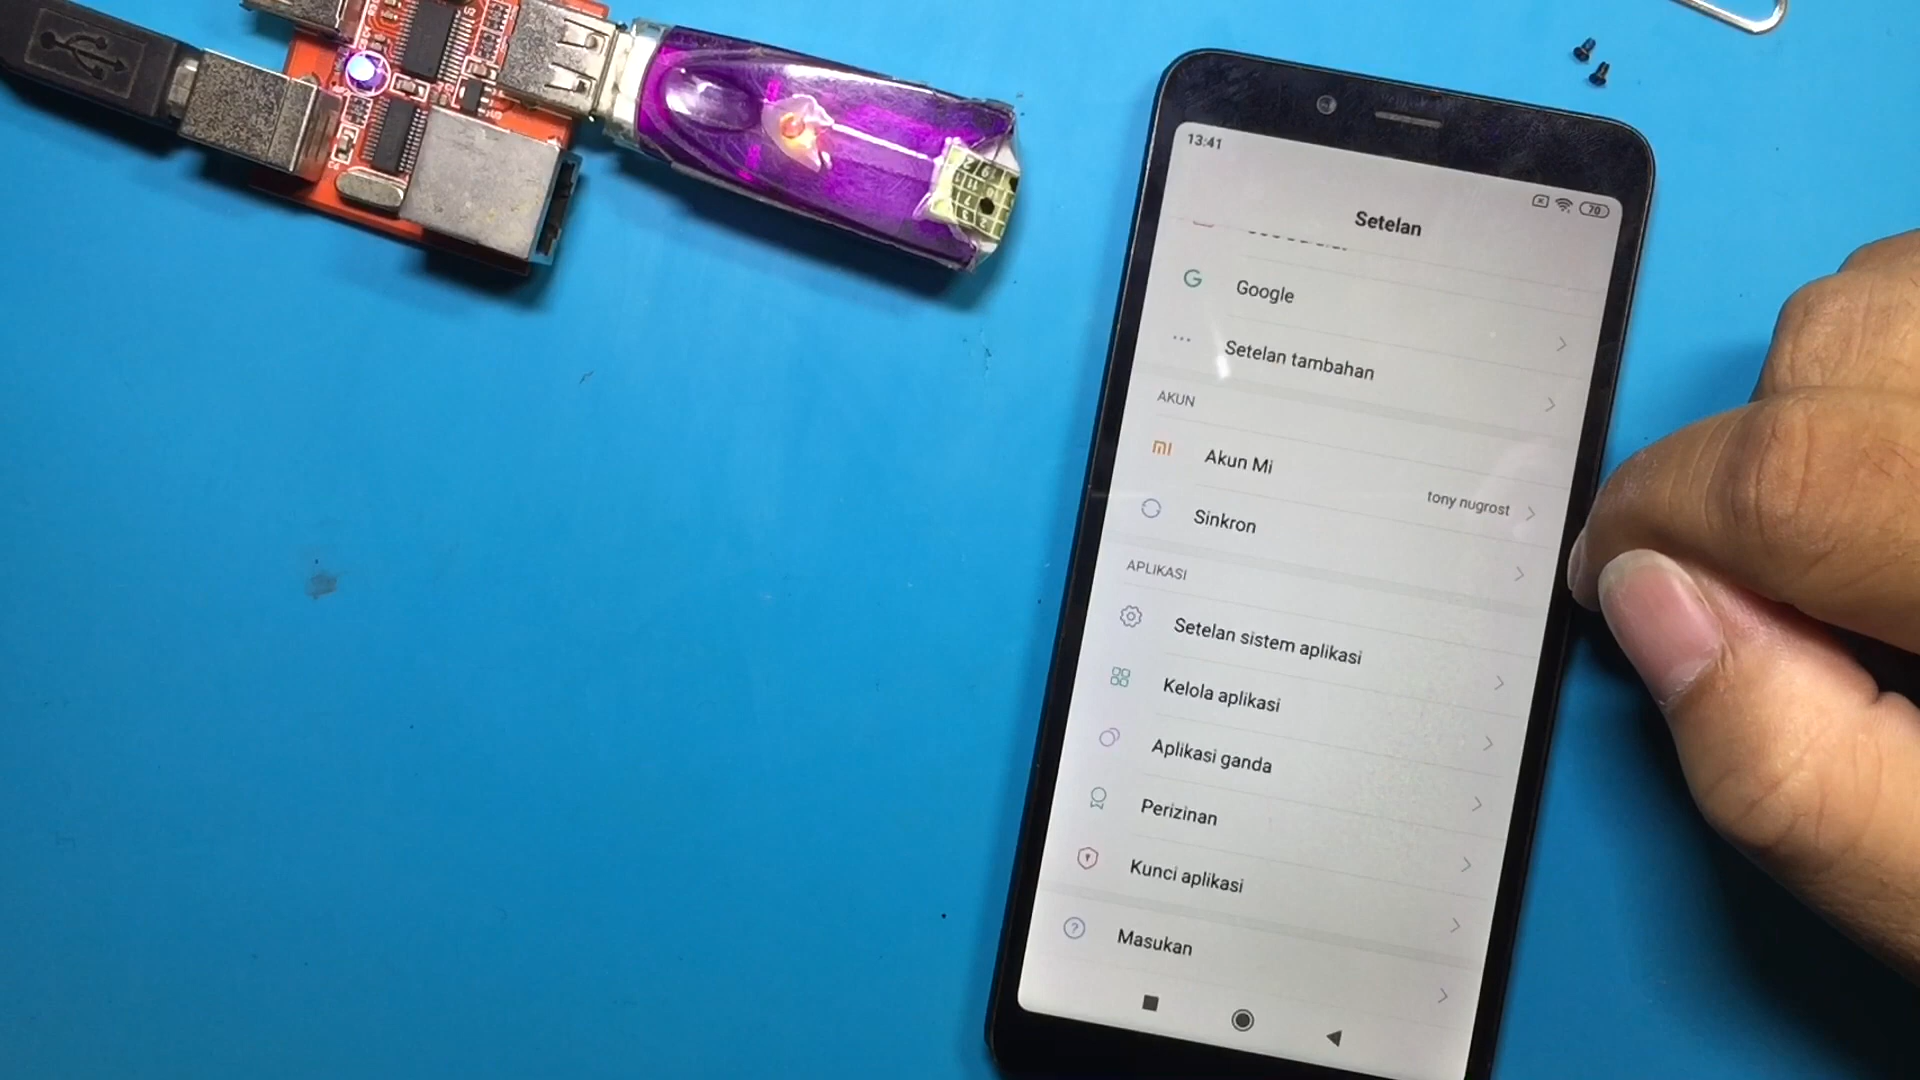 13:41
70
Setelan
Google
Setelan tambahan
AKUN
Akun Mi
tony nugrost
Sinkron
APLIKASI
Setelan sistem aplikasi
Kelola aplikasi
Aplikasi ganda
Perizinan
Kunci aplikasi
Masukan